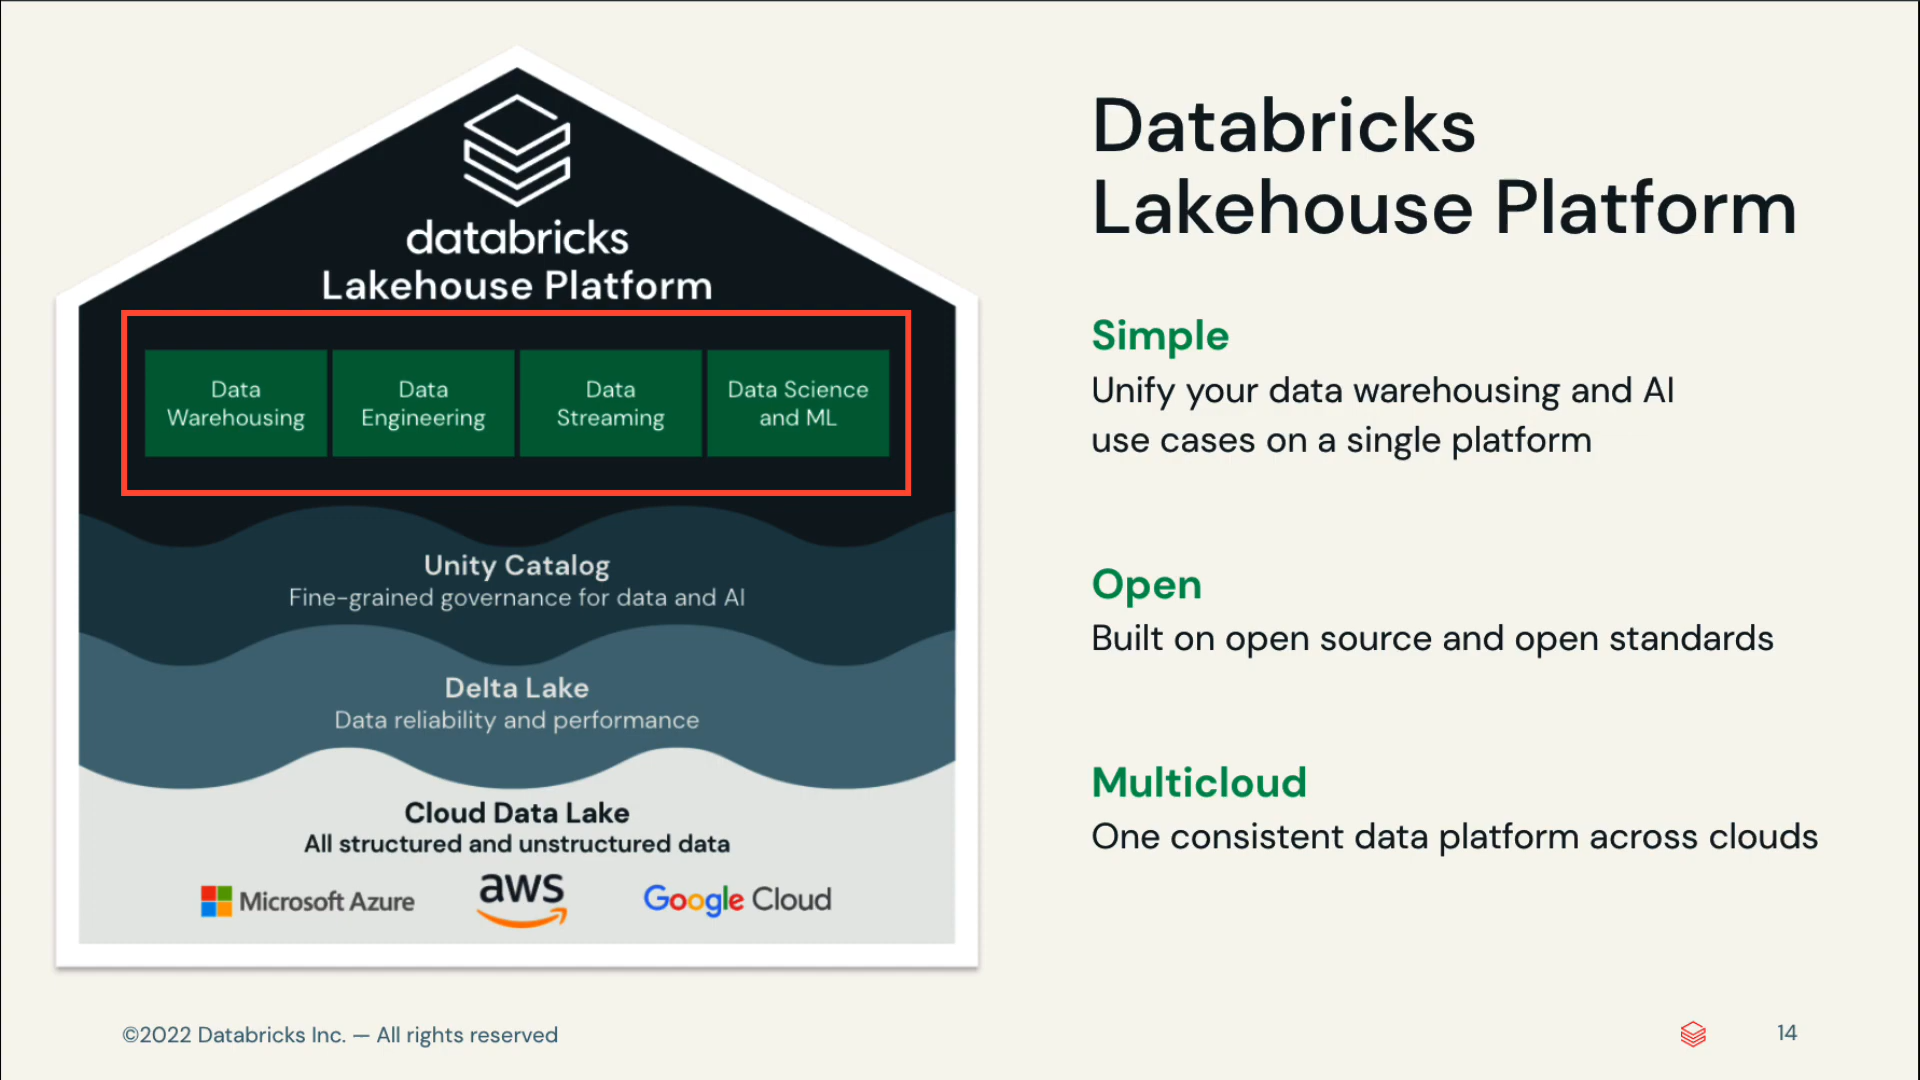 databricks
Lakehouse Platform
Data
Warehousing
Data
Engineering
Data
Streaming
Data Science
and ML
Unity Catalog
Fine-grained governance for data and AI
Delta Lake
Data reliability and performance
Cloud Data Lake
All structured and unstructured data
Microsoft Azure
aws
Google Cloud
Databricks
Lakehouse Platform
Simple
Unify your data warehousing and AI
use cases on a single platform
Open
Built on open source and open standards
Multicloud
One consistent data platform across clouds
©2022 Databricks Inc. — All rights reserved
14